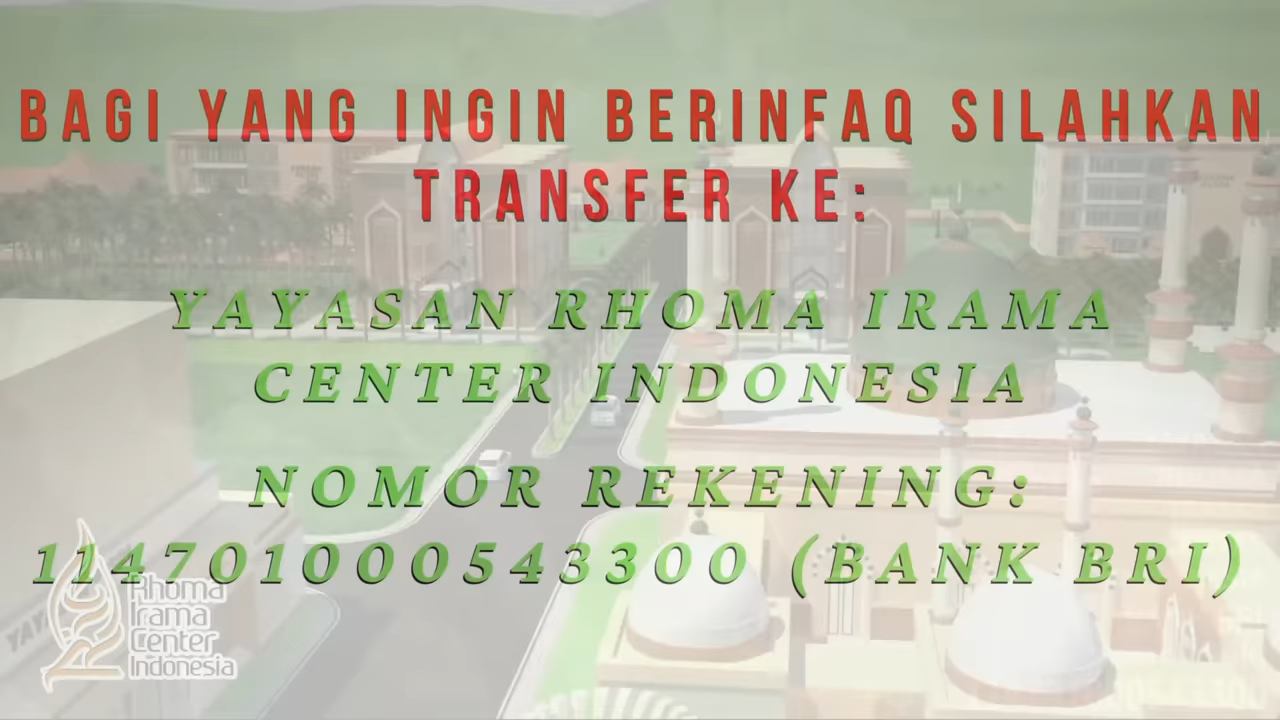 BAGI YANG INGIN BERINFAQ SILAHKAN
TRANSFER KE:
YAYASAN RHOMA IRAMA
CENTER INDONESIA
NOMOR REKENING:
114701000543300 (BANK BRI)
Rhoma
Irama
Center
Indonesia